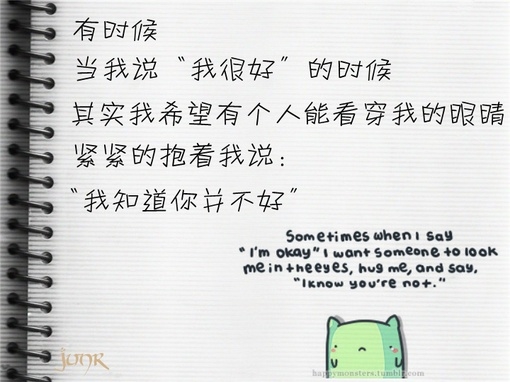 有时候
当我说“我很好”的时候
其实我希望有个人能看穿我的眼睛
紧紧的抱着我说：
“我知道你并不好”
Sometimes when I say
"I'm okay" I want someone to look
me in theeyes, hug me, and say,
"I know you're not."
happymonsters.tumblr.com